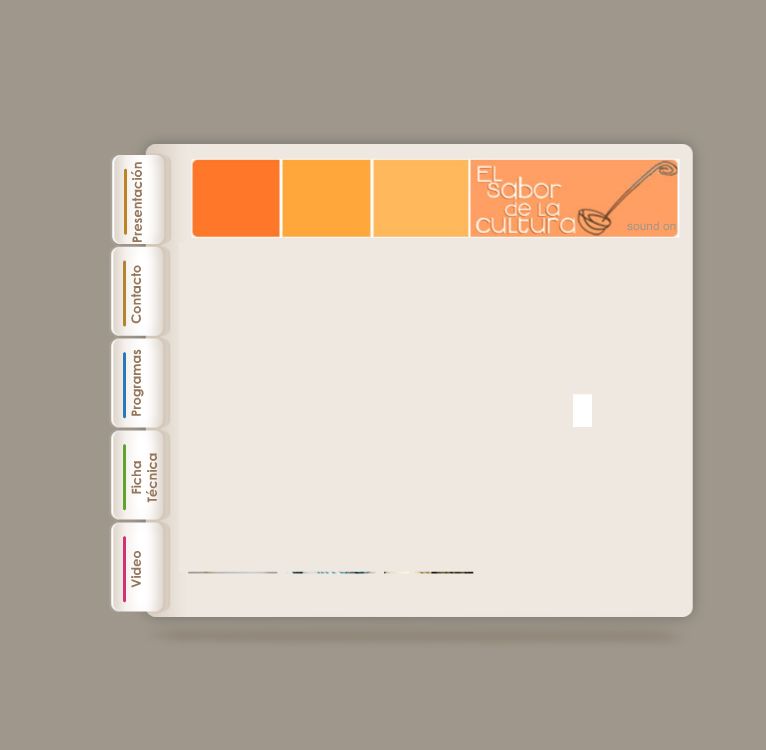 Presentación
Contacto
Programas
Ficha
Técnica
Video
EL
sabor
de La
cuLtura
sound on